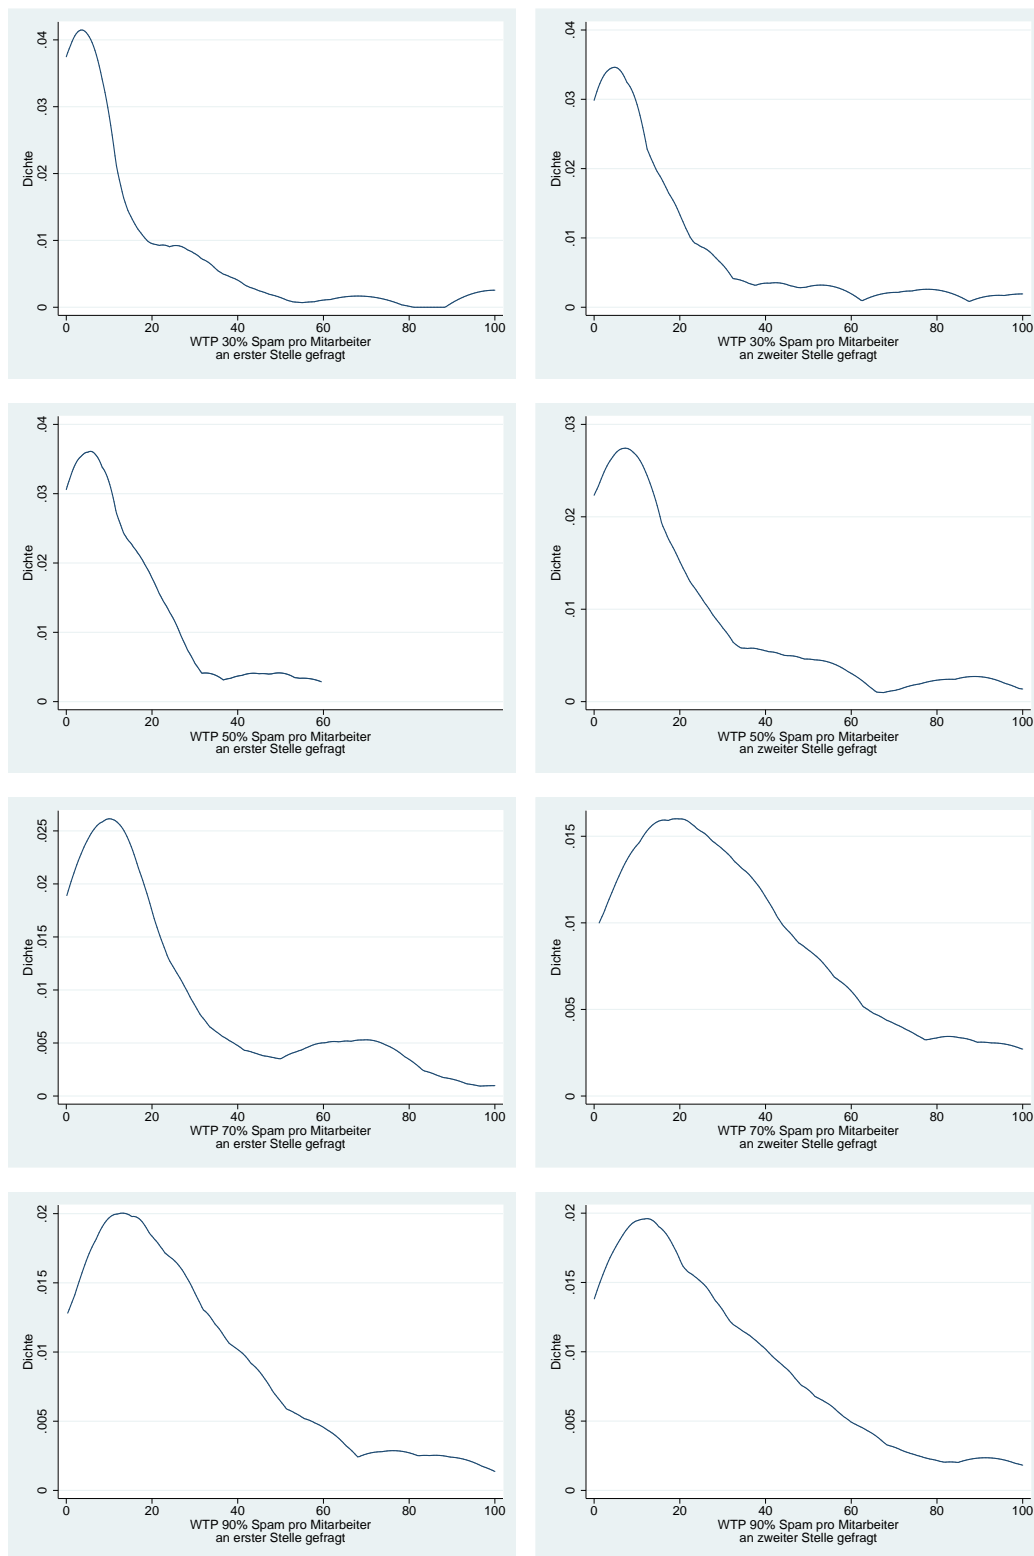 .04
.03
.02
.01
0
Dichte
0 20 40 60 80 100
WTP 30% Spam pro Mitarbeiter
an erster Stelle gefragt
.04
.03
.02
.01
0
Dichte
0 20 40 60 80 100
WTP 30% Spam pro Mitarbeiter
an zweiter Stelle gefragt
.04
.03
.02
.01
0
Dichte
0 20 40 60
WTP 50% Spam pro Mitarbeiter
an erster Stelle gefragt
.03
.02
.01
0
Dichte
0 20 40 60 80 100
WTP 50% Spam pro Mitarbeiter
an zweiter Stelle gefragt
.025
.02
.015
.01
.005
0
Dichte
0 20 40 60 80 100
WTP 70% Spam pro Mitarbeiter
an erster Stelle gefragt
.015
.01
.005
0
Dichte
0 20 40 60 80 100
WTP 70% Spam pro Mitarbeiter
an zweiter Stelle gefragt
.02
.015
.01
.005
0
Dichte
0 20 40 60 80 100
WTP 90% Spam pro Mitarbeiter
an erster Stelle gefragt
.02
.015
.01
.005
0
Dichte
0 20 40 60 80 100
WTP 90% Spam pro Mitarbeiter
an zweiter Stelle gefragt